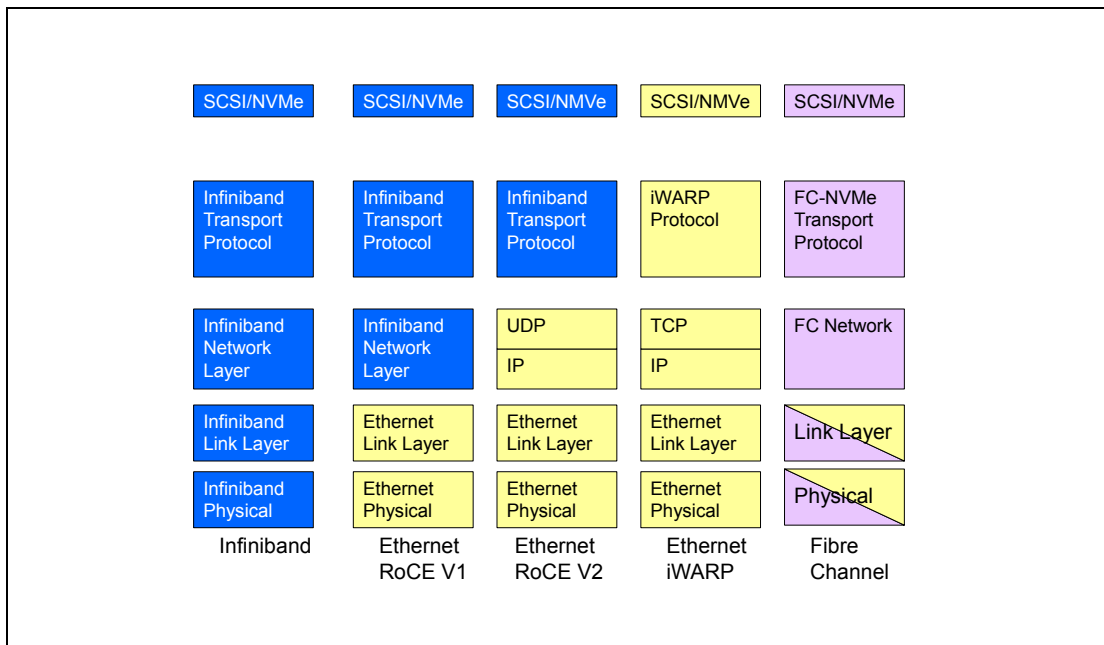 SCSI/NVMe
SCSI/NVMe
SCSI/NMVe
SCSI/NMVe
SCSI/NVMe
Infiniband
Transport
Protocol
Infiniband
Transport
Protocol
Infiniband
Transport
Protocol
iWARP
Protocol
FC-NVMe
Transport
Protocol
Infiniband
Network
Layer
Infiniband
Network
Layer
UDP
IP
TCP
IP
FC Network
Infiniband
Link Layer
Ethernet
Link Layer
Ethernet
Link Layer
Ethernet
Link Layer
Link Layer
Infiniband
Physical
Ethernet
Physical
Ethernet
Physical
Ethernet
Physical
Physical
Infiniband
Ethernet
RoCE V1
Ethernet
RoCE V2
Ethernet
iWARP
Fibre
Channel